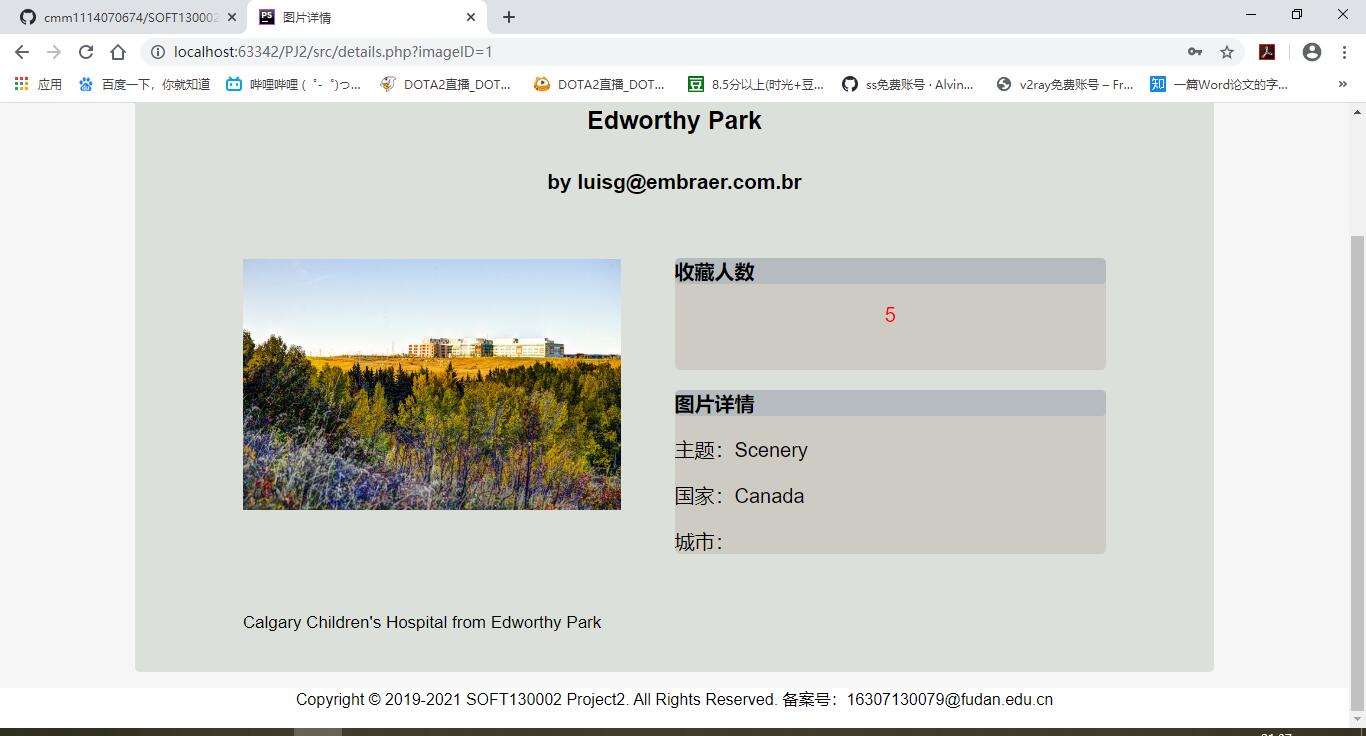 cmm1114070674/SOFT130002
图片详情
localhost:63342/PJ2/src/details.php?imageID=1
应用
百度一下，你就知道
哔哩哔哩 (゜-゜)つ...
DOTA2直播_DOT...
DOTA2直播_DOT...
8.5分以上(时光+豆...
ss免费账号 · Alvin...
v2ray免费账号 – Fr...
一篇Word论文的字...
Edworthy Park
by luisg@embraer.com.br
收藏人数
5
图片详情
主题：Scenery
国家：Canada
城市：
Calgary Children's Hospital from Edworthy Park
Copyright © 2019-2021 SOFT130002 Project2. All Rights Reserved. 备案号：16307130079@fudan.edu.cn